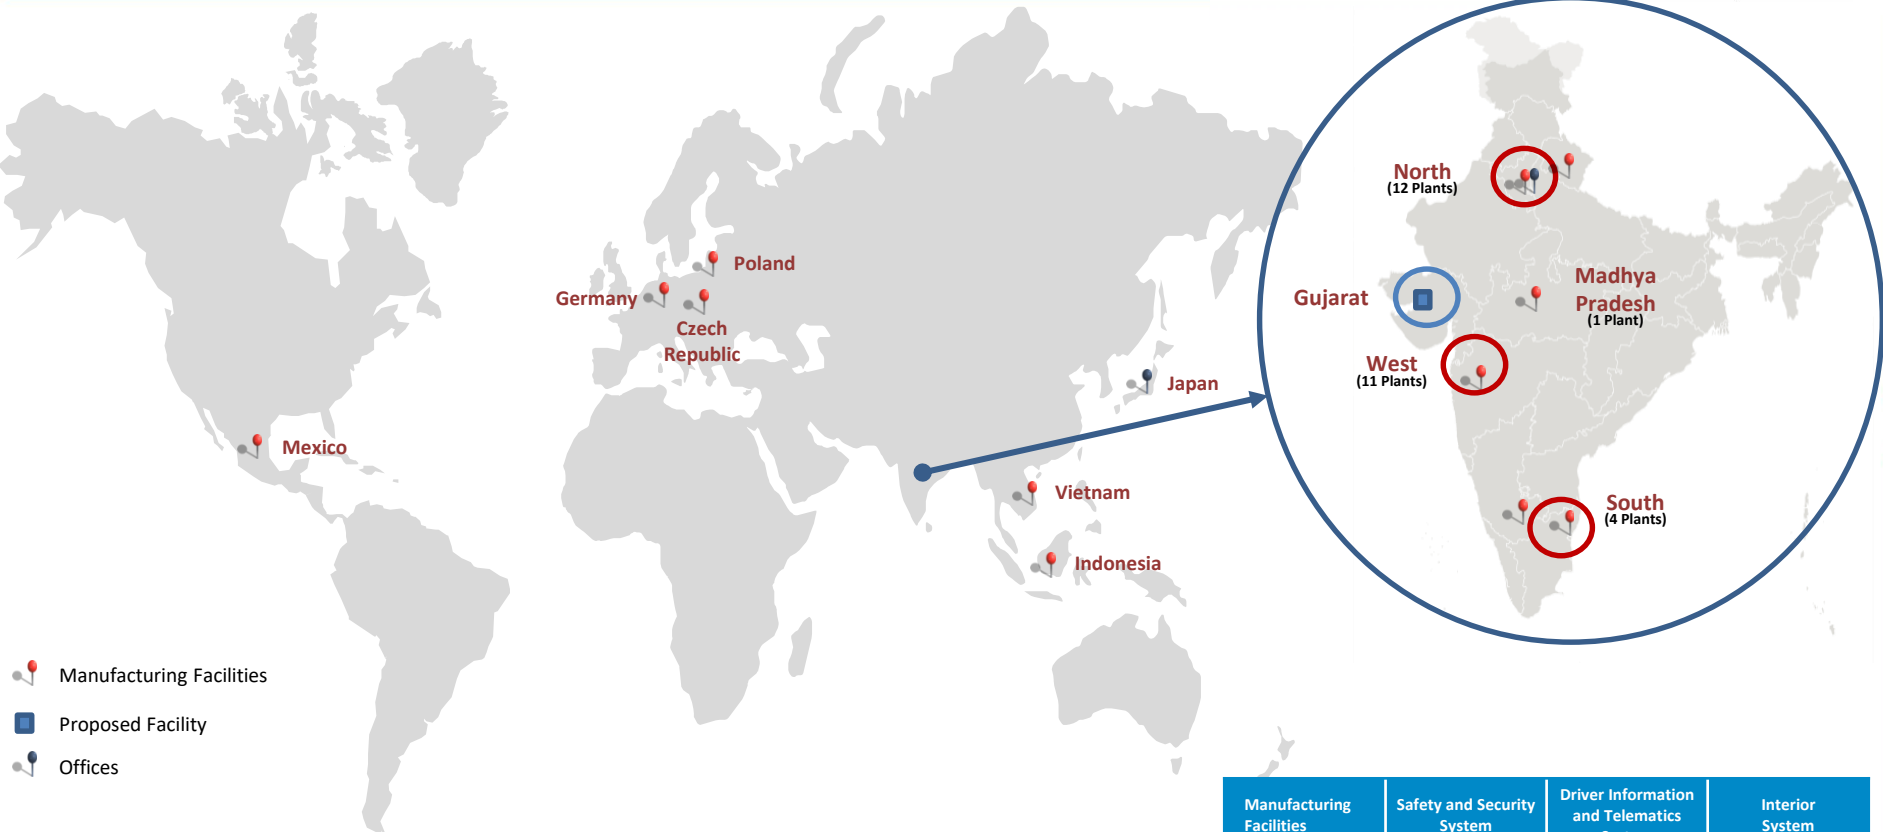 North
(12 Plants)
Madhya
Pradesh
(1 Plant)
Gujarat
West
(11 Plants)
South
(4 Plants)
Poland
Germany
Czech
Republic
Japan
Mexico
Vietnam
Indonesia
Manufacturing Facilities
Proposed Facility
Offices
Manufacturing
Facilities
Safety and Security
System
Driver Information
and Telematics
Interior
System